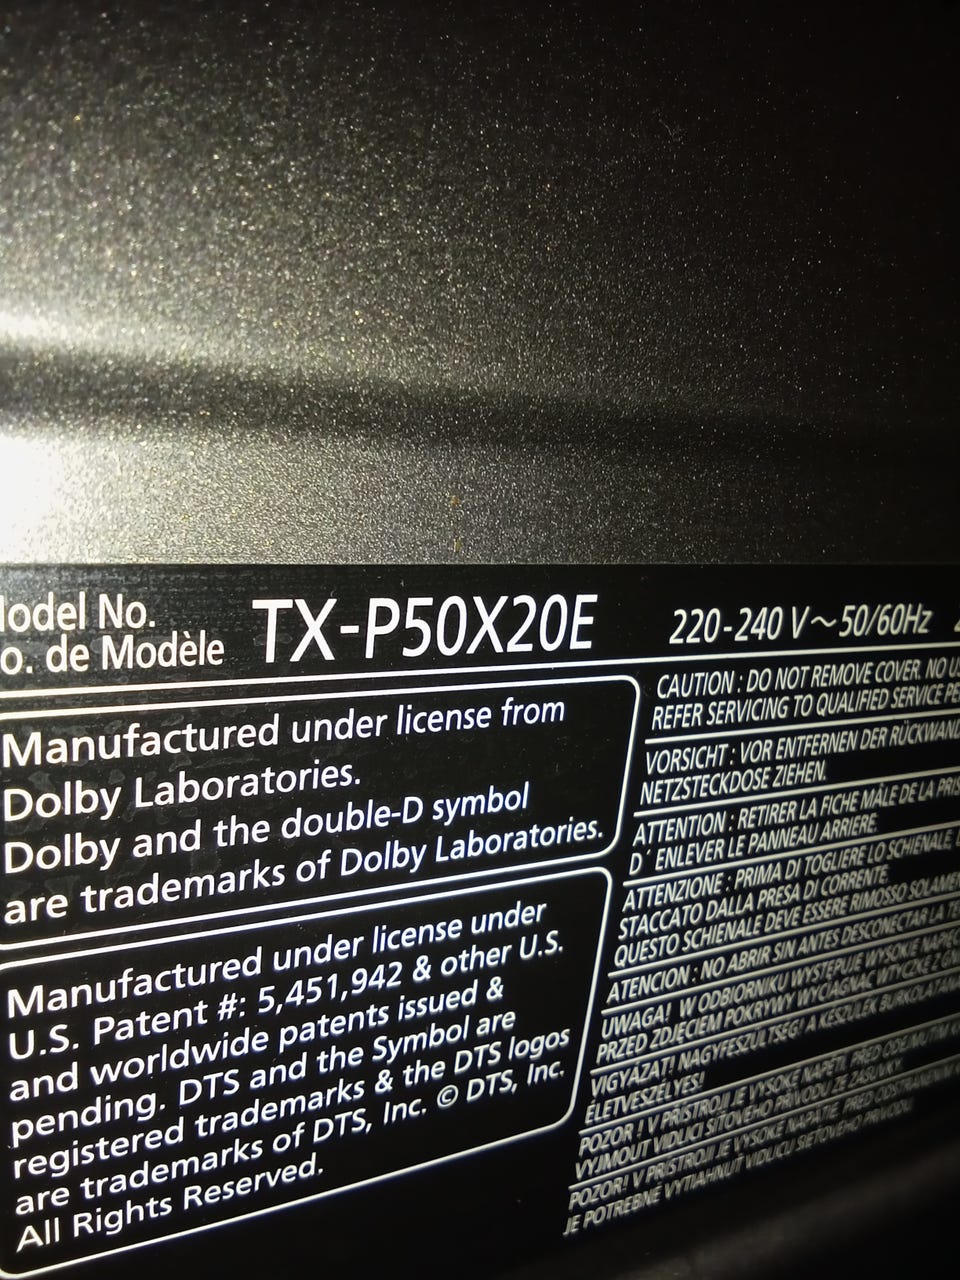 Model No.
No. de Modèle
TX-P50X20E
220-240 V~50/60Hz
Manufactured under license from
Dolby Laboratories.
Dolby and the double-D symbol
are trademarks of Dolby Laboratories.
Manufactured under license under
U.S. Patent #: 5,451,942 & other U.S.
and worldwide patents issued &
pending. DTS and the Symbol are
registered trademarks & the DTS logos
are trademarks of DTS, Inc. © DTS, Inc.
All Rights Reserved.
CAUTION : DO NOT REMOVE COVER. NO
REFER SERVICING TO QUALIFIED SERVICE
VORSICHT : VOR ENTFERNEN DER RÜCKWAND
NETZSTECKDOSE ZIEHEN.
ATTENTION : RETIRER LA FICHE MÂLE DE LA
D' ENLEVER LE PANNEAU ARRIERE.
ATTENZIONE : PRIMA DI TOGLIERE LO SCHIENALE,
STACCATO DALLA PRESA DI CORRENTE
QUESTO SCHIENALE DEVE ESSERE RIMOSSO
ATENCION : NO ABRIR SIN ANTES DESCONECTAR LA
UWAGA! W ODBIORNIKU WYSTEPUJE WYSOKIE
PRZED ZDJĘCIEM POKRYWY WYCIĄGNĄĆ WTYCZKĘ Z
VIGYÁZAT! NAGYFESZÜLTSÉG! A KÉSZÜLÉK
ÉLETVESZÉLYES!
POZOR ! V PŘÍSTROJI JE VYSOKÉ NAPĚTÍ. PŘED
VYJMOUT VIDLICI SÍŤOVÉHO PŘÍVODU ZE ZÁSUVKY.
POZOR! V PRÍSTROJI JE VYSOKÉ NAPÄTIE. PRED
JE POTREBNÉ VYTIAHNUŤ VIDLICU SIEŤOVÉHO PRÍVODU.